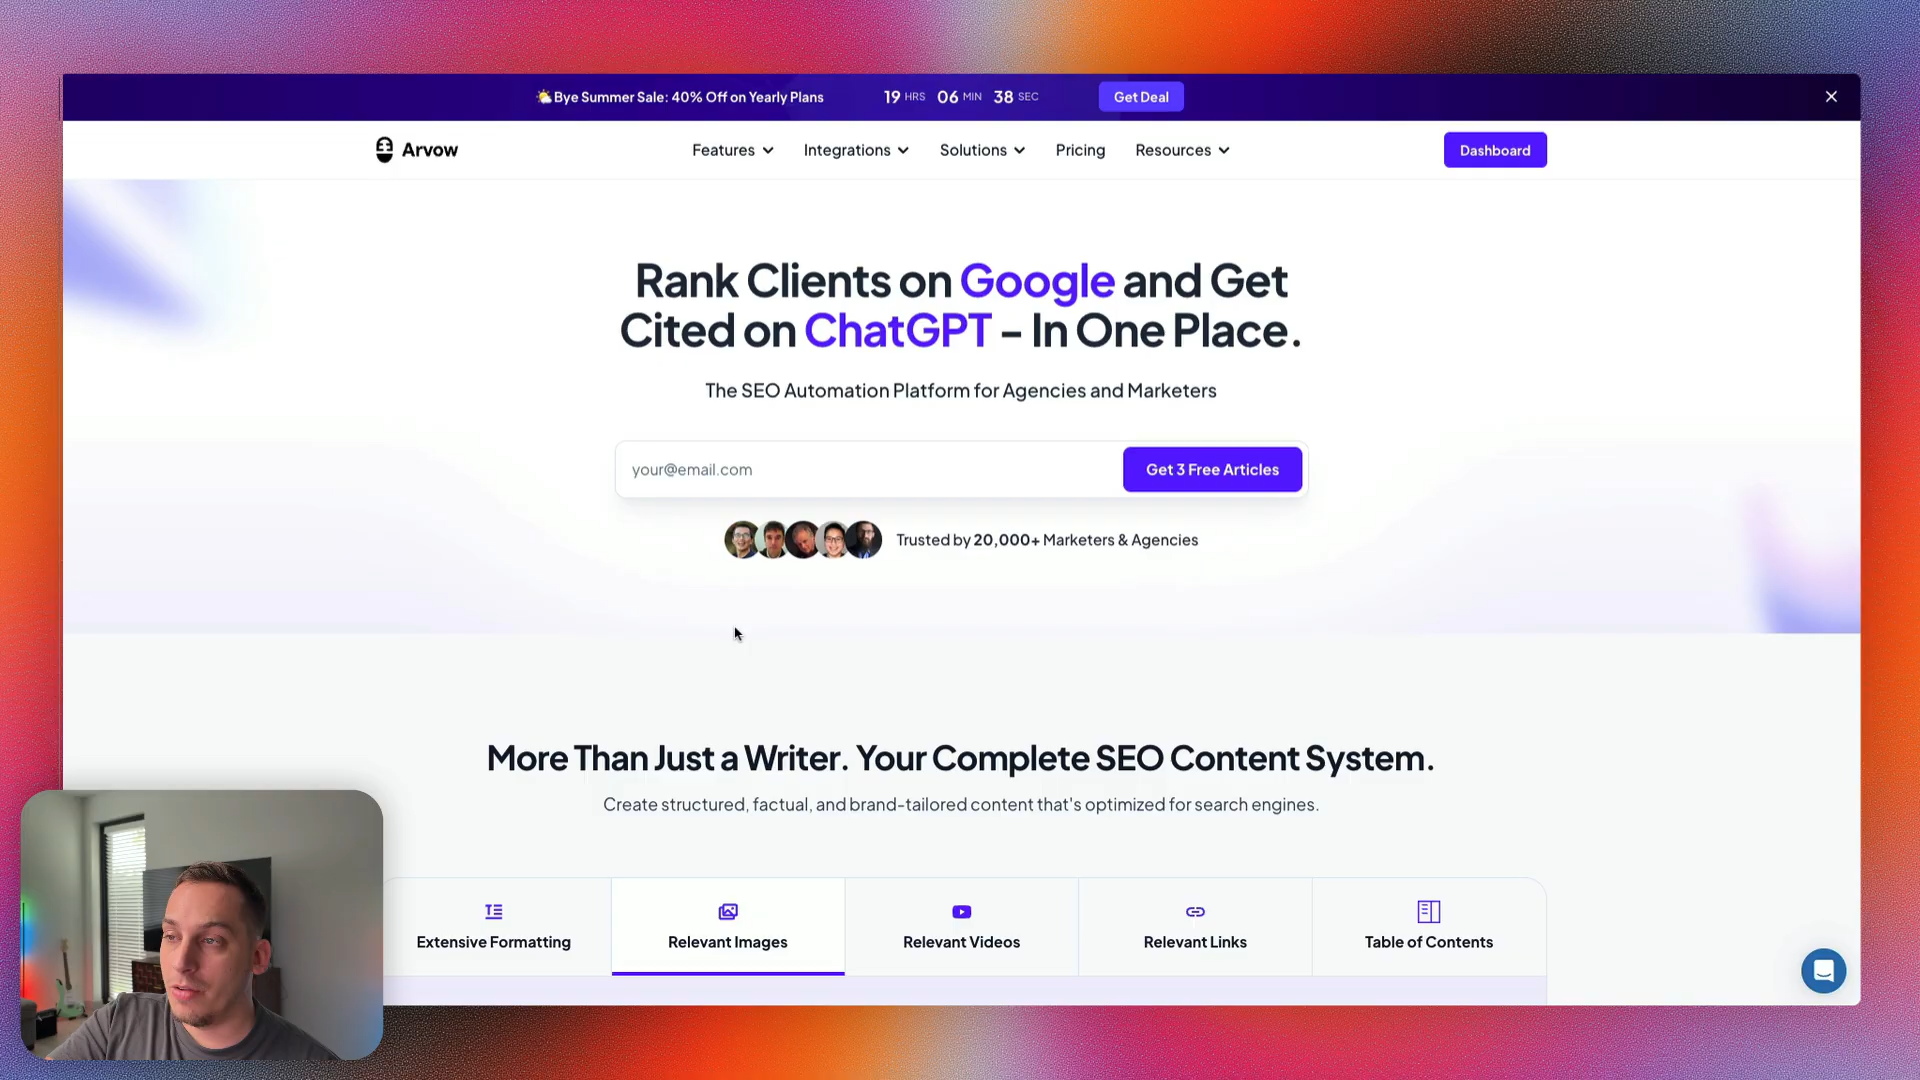 Bye Summer Sale: 40% Off on Yearly Plans 19 HRS 06 MIN 38 SEC Get Deal
Arvow Features Integrations Solutions Pricing Resources Dashboard
Rank Clients on Google and Get
Cited on ChatGPT – In One Place.
The SEO Automation Platform for Agencies and Marketers
your@email.com Get 3 Free Articles
Trusted by 20,000+ Marketers & Agencies
More Than Just a Writer. Your Complete SEO Content System.
Create structured, factual, and brand-tailored content that's optimized for search engines.
Extensive Formatting Relevant Images Relevant Videos Relevant Links Table of Contents